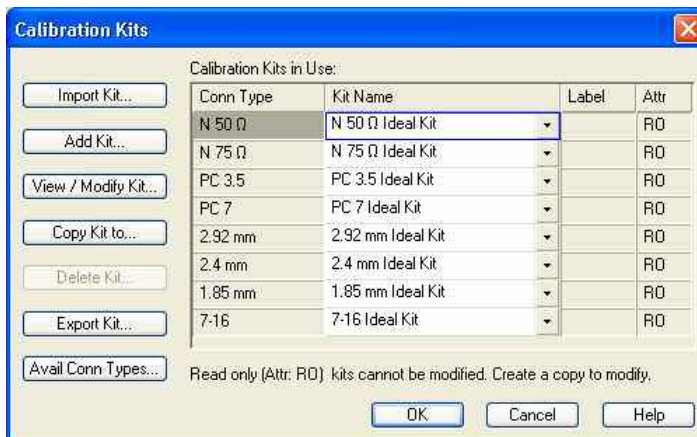 Calibration Kits
Calibration Kits in Use:
Import Kit...
Add Kit...
View / Modify Kit...
Copy Kit to...
Delete Kit...
Export Kit...
Avail Conn Types...
Conn Type Kit Name Label Attr
N 50 Ω N 50 Ω Ideal Kit RO
N 75 Ω N 75 Ω Ideal Kit RO
PC 3.5 PC 3.5 Ideal Kit RO
PC 7 PC 7 Ideal Kit RO
2.92 mm 2.92 mm Ideal Kit RO
2.4 mm 2.4 mm Ideal Kit RO
1.85 mm 1.85 mm Ideal Kit RO
7-16 7-16 Ideal Kit RO
Read only (Attr: RO) kits cannot be modified. Create a copy to modify.
OK Cancel Help